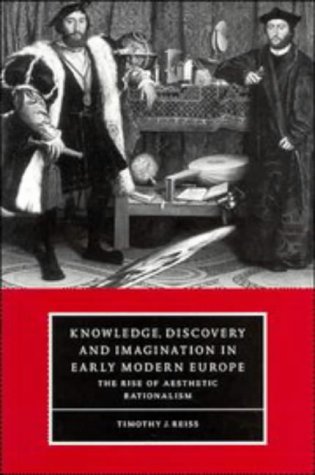 KNOWLEDGE, DISCOVERY
AND IMAGINATION IN
EARLY MODERN EUROPE
THE RISE OF AESTHETIC
RATIONALISM
TIMOTHY J. REISS